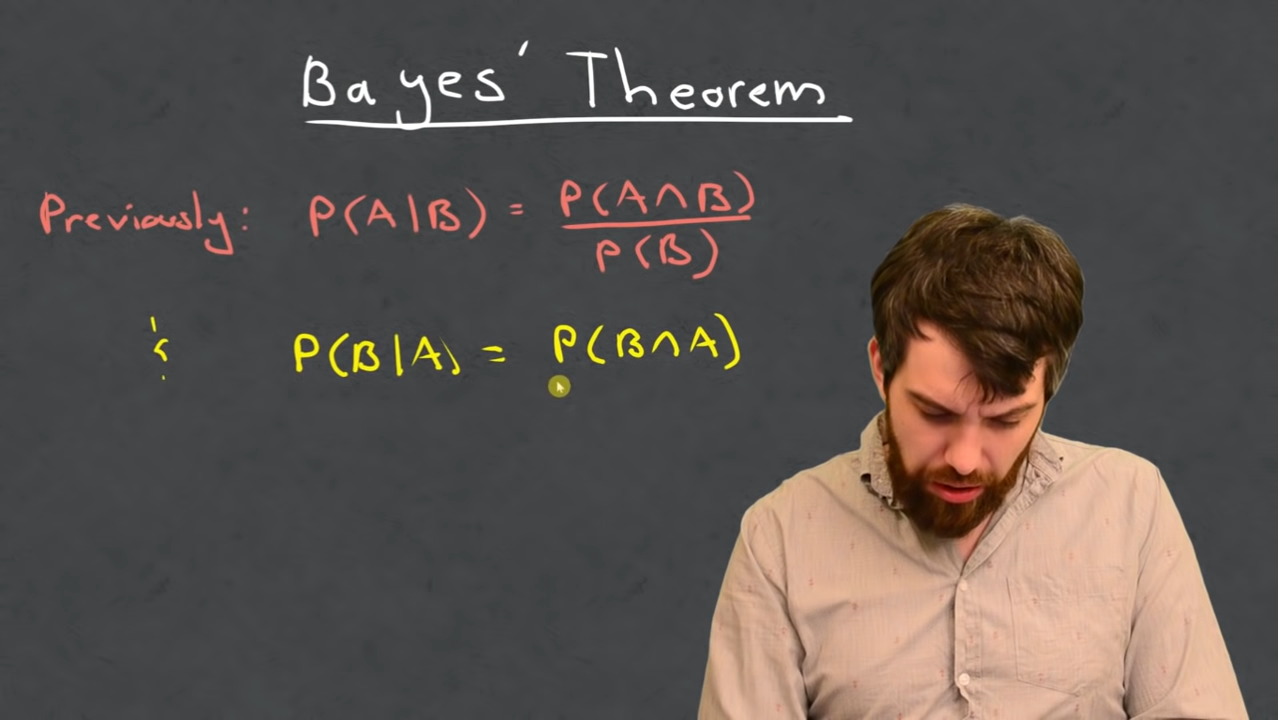 Bayes' Theorem
Previously: P(A|B) = P(A∩B) / P(B)
& P(B|A) = P(B∩A)